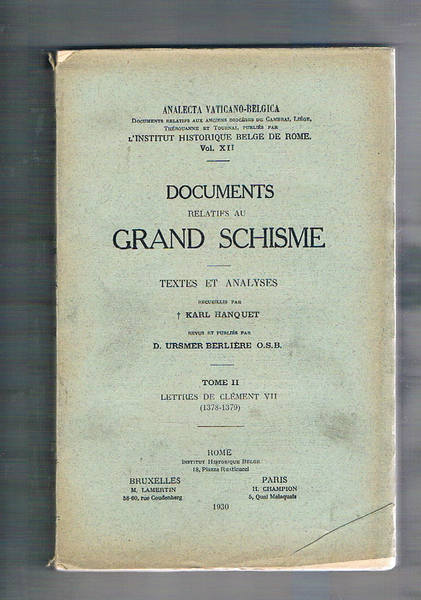 ANALECTA VATICANO-BELGICA
DOCUMENTS RELATIFS AUX ANCIENS DIOCÈSES DE CAMBRAI, LIÉGE,
THÉROUANNE ET TOURNAI, PUBLIÉS PAR
L'INSTITUT HISTORIQUE BELGE DE ROME.
Vol. XII
DOCUMENTS
RELATIFS AU
GRAND SCHISME
TEXTES ET ANALYSES
RECUEILLIS PAR
† KARL HANQUET
REVUS ET PUBLIÉS PAR
D. URSMER BERLIÈRE O.S.B.
TOME II
LETTRES DE CLÉMENT VII
(1378-1379)
ROME
INSTITUT HISTORIQUE BELGE
18, Piazza Rusticucci
BRUXELLES
M. LAMERTIN
58-60, rue Coudenberg
PARIS
H. CHAMPION
5, Quai Malaquais
1930